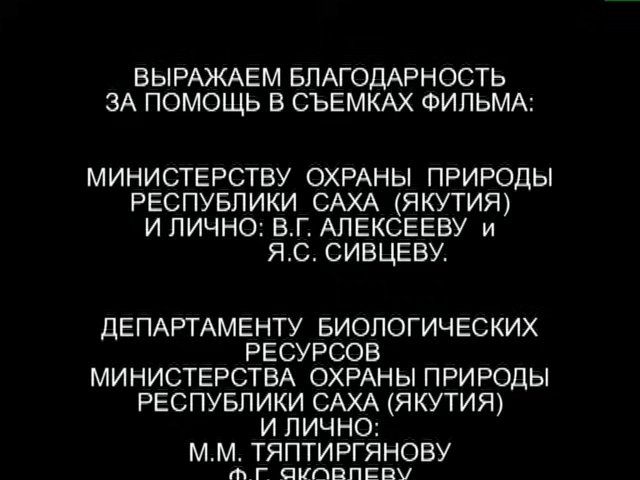 ВЫРАЖАЕМ БЛАГОДАРНОСТЬ
ЗА ПОМОЩЬ В СЪЕМКАХ ФИЛЬМА:
МИНИСТЕРСТВУ ОХРАНЫ ПРИРОДЫ
РЕСПУБЛИКИ САХА (ЯКУТИЯ)
И ЛИЧНО: В.Г. АЛЕКСЕЕВУ и
Я.С. СИВЦЕВУ.
ДЕПАРТАМЕНТУ БИОЛОГИЧЕСКИХ
РЕСУРСОВ
МИНИСТЕРСТВА ОХРАНЫ ПРИРОДЫ
РЕСПУБЛИКИ САХА (ЯКУТИЯ)
И ЛИЧНО:
М.М. ТЯПТИРГЯНОВУ
Ф.Г. ЯКОВЛЕВУ